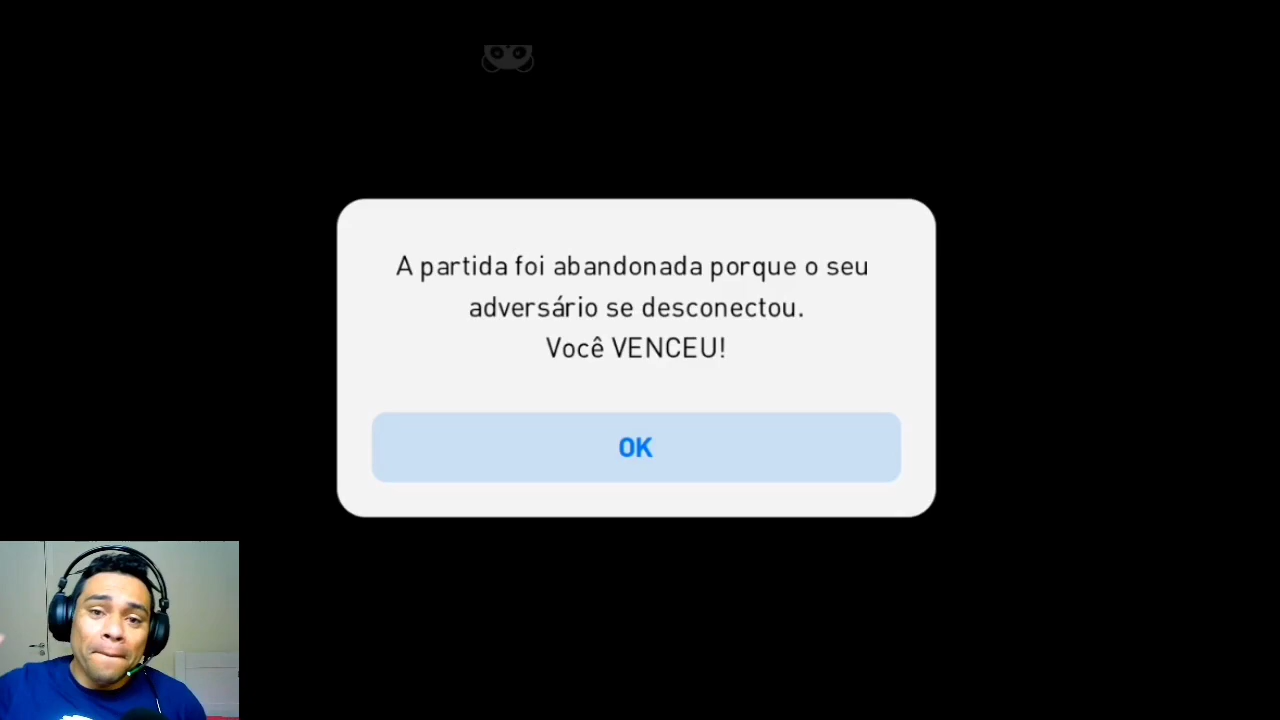 A partida foi abandonada porque o seu
adversário se desconectou.
Você VENCEU!
OK